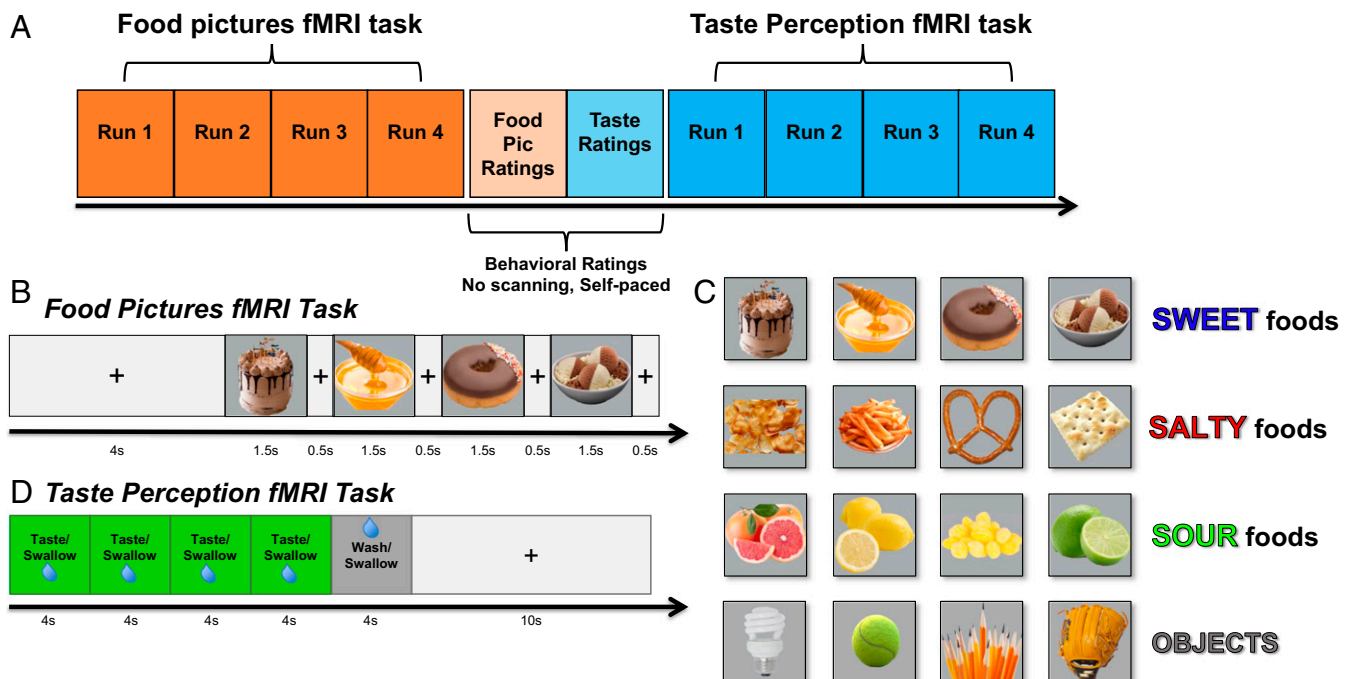 A
Food pictures fMRI task
Taste Perception fMRI task
Run 1
Run 2
Run 3
Run 4
Food
Pic
Ratings
Taste
Ratings
Run 1
Run 2
Run 3
Run 4
Behavioral Ratings
No scanning, Self-paced
B
Food Pictures fMRI Task
+
+
+
+
+
4s
1.5s
0.5s
1.5s
0.5s
1.5s
0.5s
1.5s
0.5s
C
SWEET foods
SALTY foods
SOUR foods
OBJECTS
D
Taste Perception fMRI Task
Taste/
Swallow
Taste/
Swallow
Taste/
Swallow
Taste/
Swallow
Wash/
Swallow
+
4s
4s
4s
4s
4s
10s